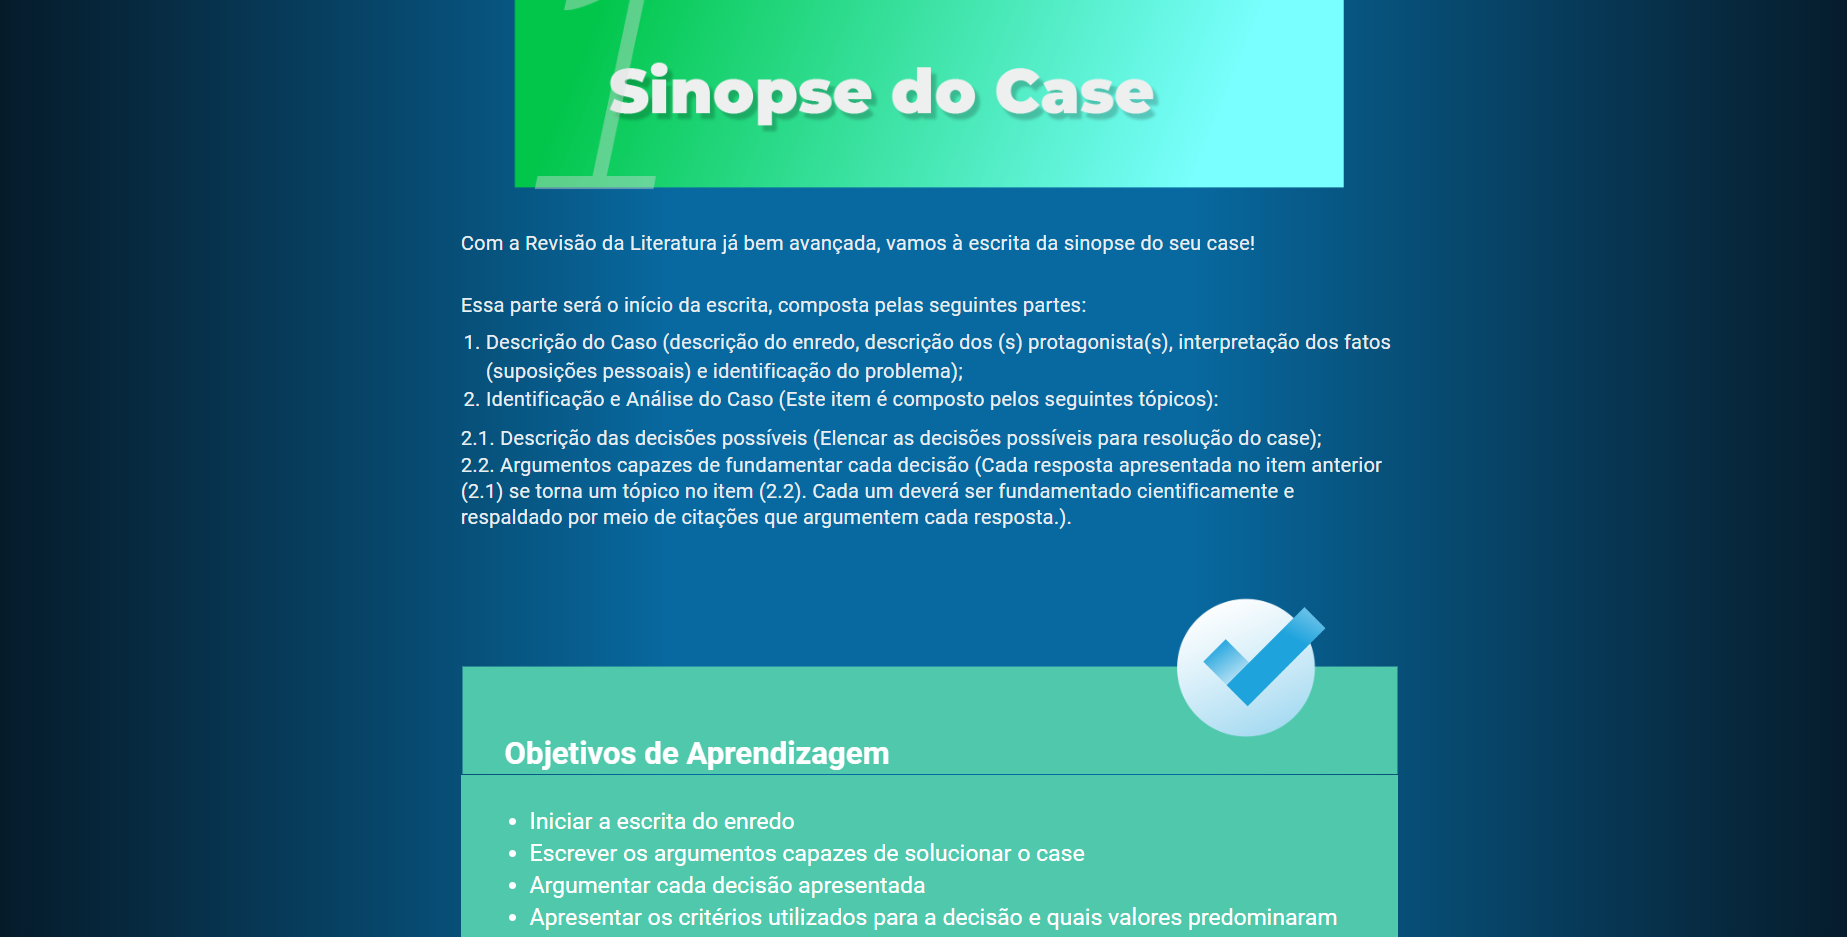 1
Sinopse do Case
Com a Revisão da Literatura já bem avançada, vamos à escrita da sinopse do seu case!
Essa parte será o início da escrita, composta pelas seguintes partes:
1. Descrição do Caso (descrição do enredo, descrição dos (s) protagonista(s), interpretação dos fatos
(suposições pessoais) e identificação do problema);
2. Identificação e Análise do Caso (Este item é composto pelos seguintes tópicos):
2.1. Descrição das decisões possíveis (Elencar as decisões possíveis para resolução do case);
2.2. Argumentos capazes de fundamentar cada decisão (Cada resposta apresentada no item anterior
(2.1) se torna um tópico no item (2.2). Cada um deverá ser fundamentado cientificamente e
respaldado por meio de citações que argumentem cada resposta.).
Objetivos de Aprendizagem
• Iniciar a escrita do enredo
• Escrever os argumentos capazes de solucionar o case
• Argumentar cada decisão apresentada
• Apresentar os critérios utilizados para a decisão e quais valores predominaram